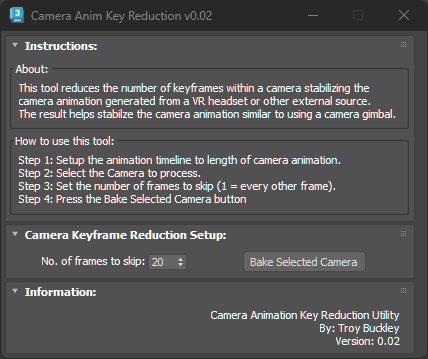 3
Camera Anim Key Reduction v0.02
Instructions:
About:
This tool reduces the number of keyframes within a camera stabilizing the
camera animation generated from a VR headset or other external source.
The result helps stabilze the camera animation similar to using a camera gimbal.
How to use this tool:
Step 1: Setup the animation timeline to length of camera animation.
Step 2: Select the Camera to process.
Step 3: Set the number of frames to skip (1 = every other frame).
Step 4: Press the Bake Selected Camera button
Camera Keyframe Reduction Setup:
No. of frames to skip: 20 Bake Selected Camera
Information:
Camera Animation Key Reduction Utility
By: Troy Buckley
Version: 0.02